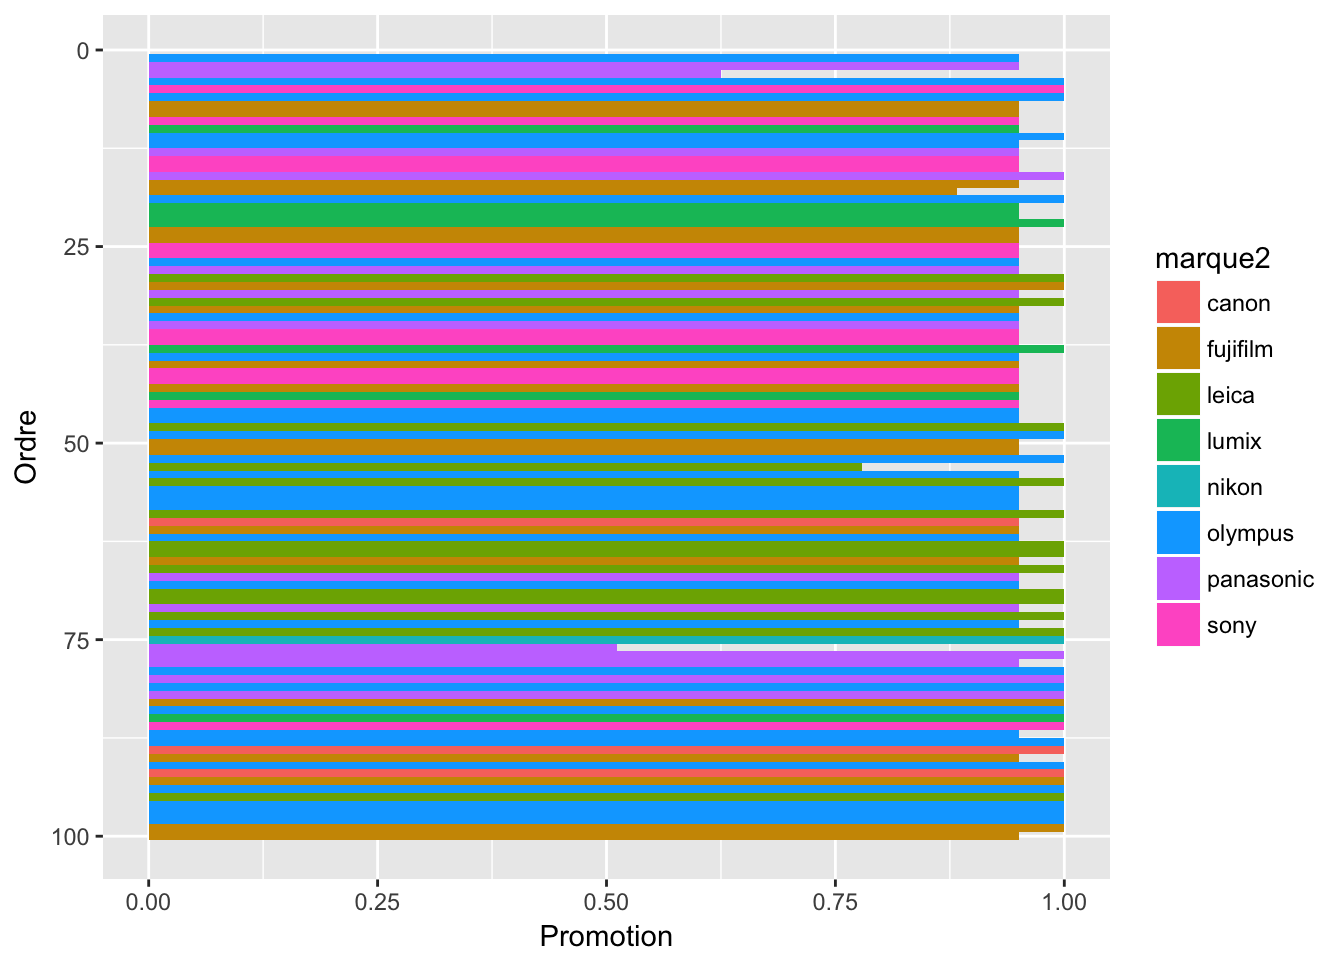 0
25
50
75
100
Ordre
0.00 0.25 0.50 0.75 1.00
Promotion
marque2
canon
fujifilm
leica
lumix
nikon
olympus
panasonic
sony